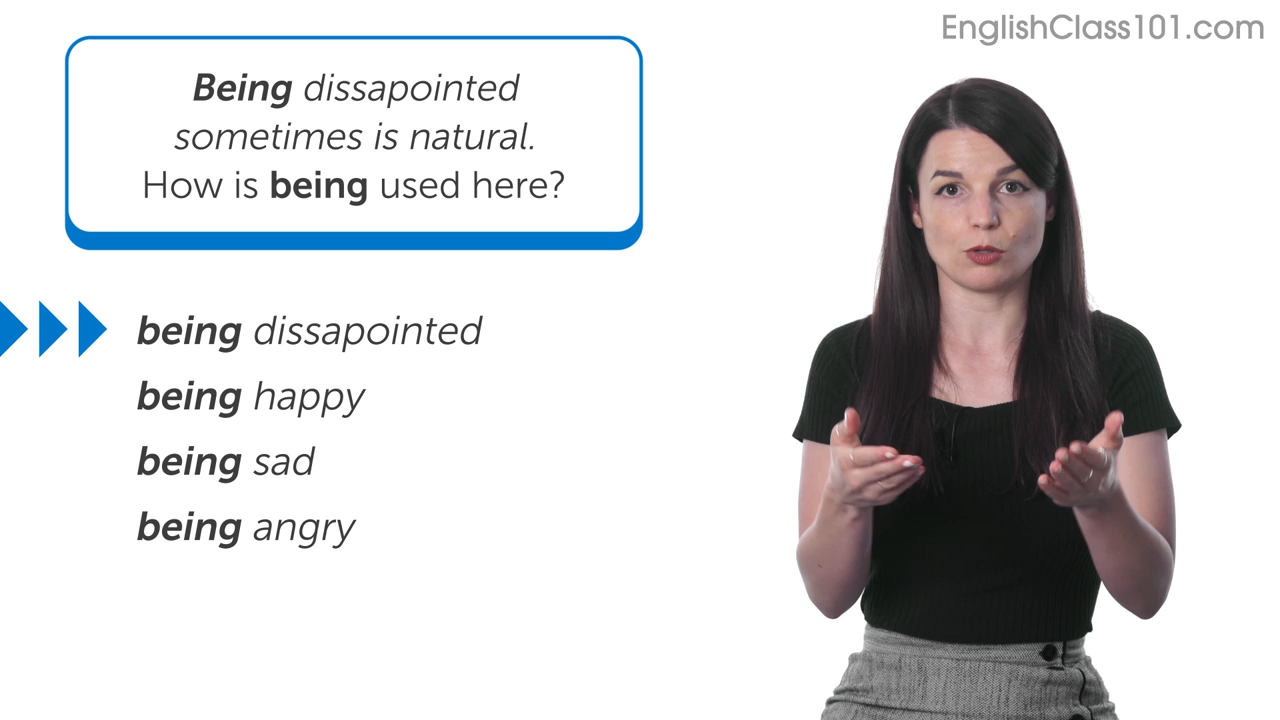 EnglishClass101.com
Being dissapointed
sometimes is natural.
How is being used here?
being dissapointed
being happy
being sad
being angry